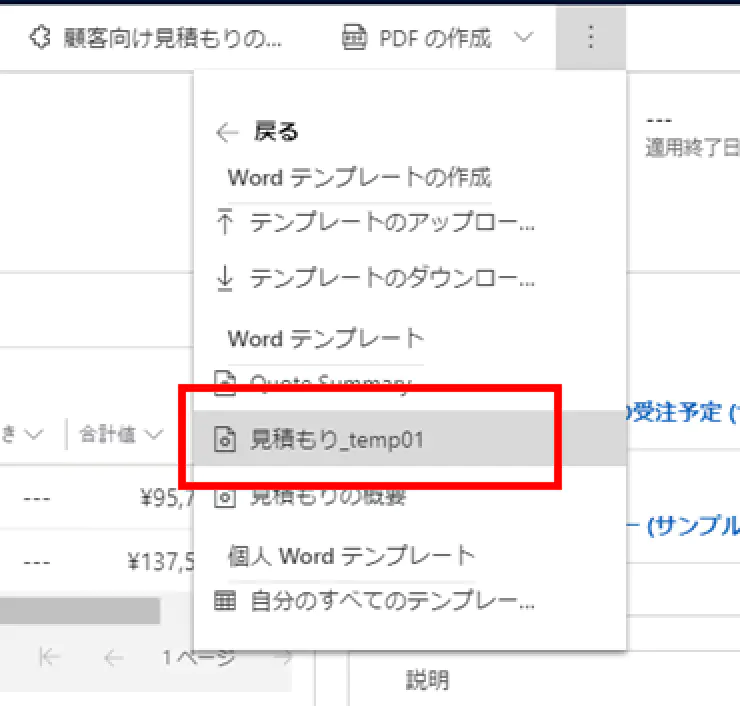 顧客向け見積もりの...
PDF の作成
戻る
---
適用終了日
Word テンプレートの作成
テンプレートのアップロー...
テンプレートのダウンロー...
Word テンプレート
Quote Summary
受注予定 (
き
合計値
見積もり_temp01
---
¥95,7
見積もりの概要
ー (サンプル
---
¥137,5
個人 Word テンプレート
自分のすべてのテンプレー...
1 ページ
説明